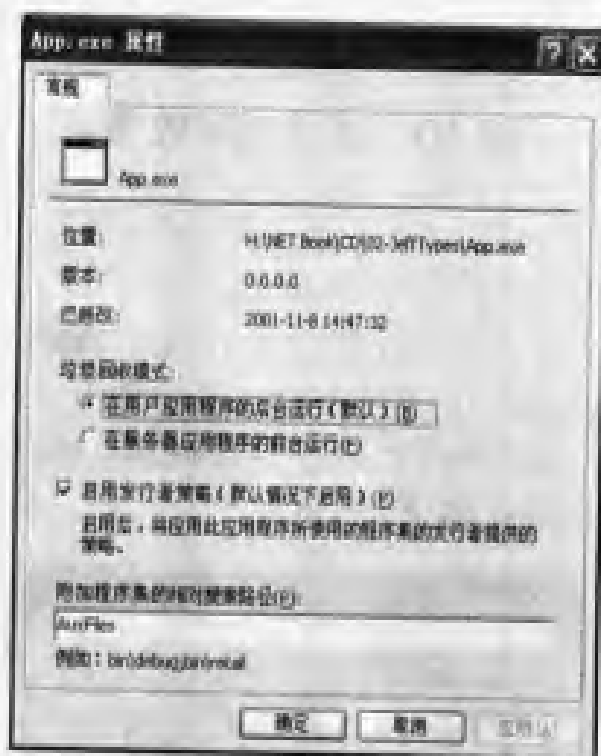 App.exe 属性
常规
App.exe
位置: H:\NET Book\CD\02-JeffTypes\App.exe
版本: 0.0.0.0
已修改: 2001-11-8 14:47:32
垃圾回收模式:
在用户应用程序的后台运行(默认)(B)
在服务器应用程序的前台运行(F)
启用发行者策略(默认情况下启用)(P)
启用后,将应用此应用程序所使用的程序集的发行者提供的
策略。
附加程序集的相对搜索路径(P):
AuxFiles
例如: bin\debug;bin\retail
确定 取消 应用(A)